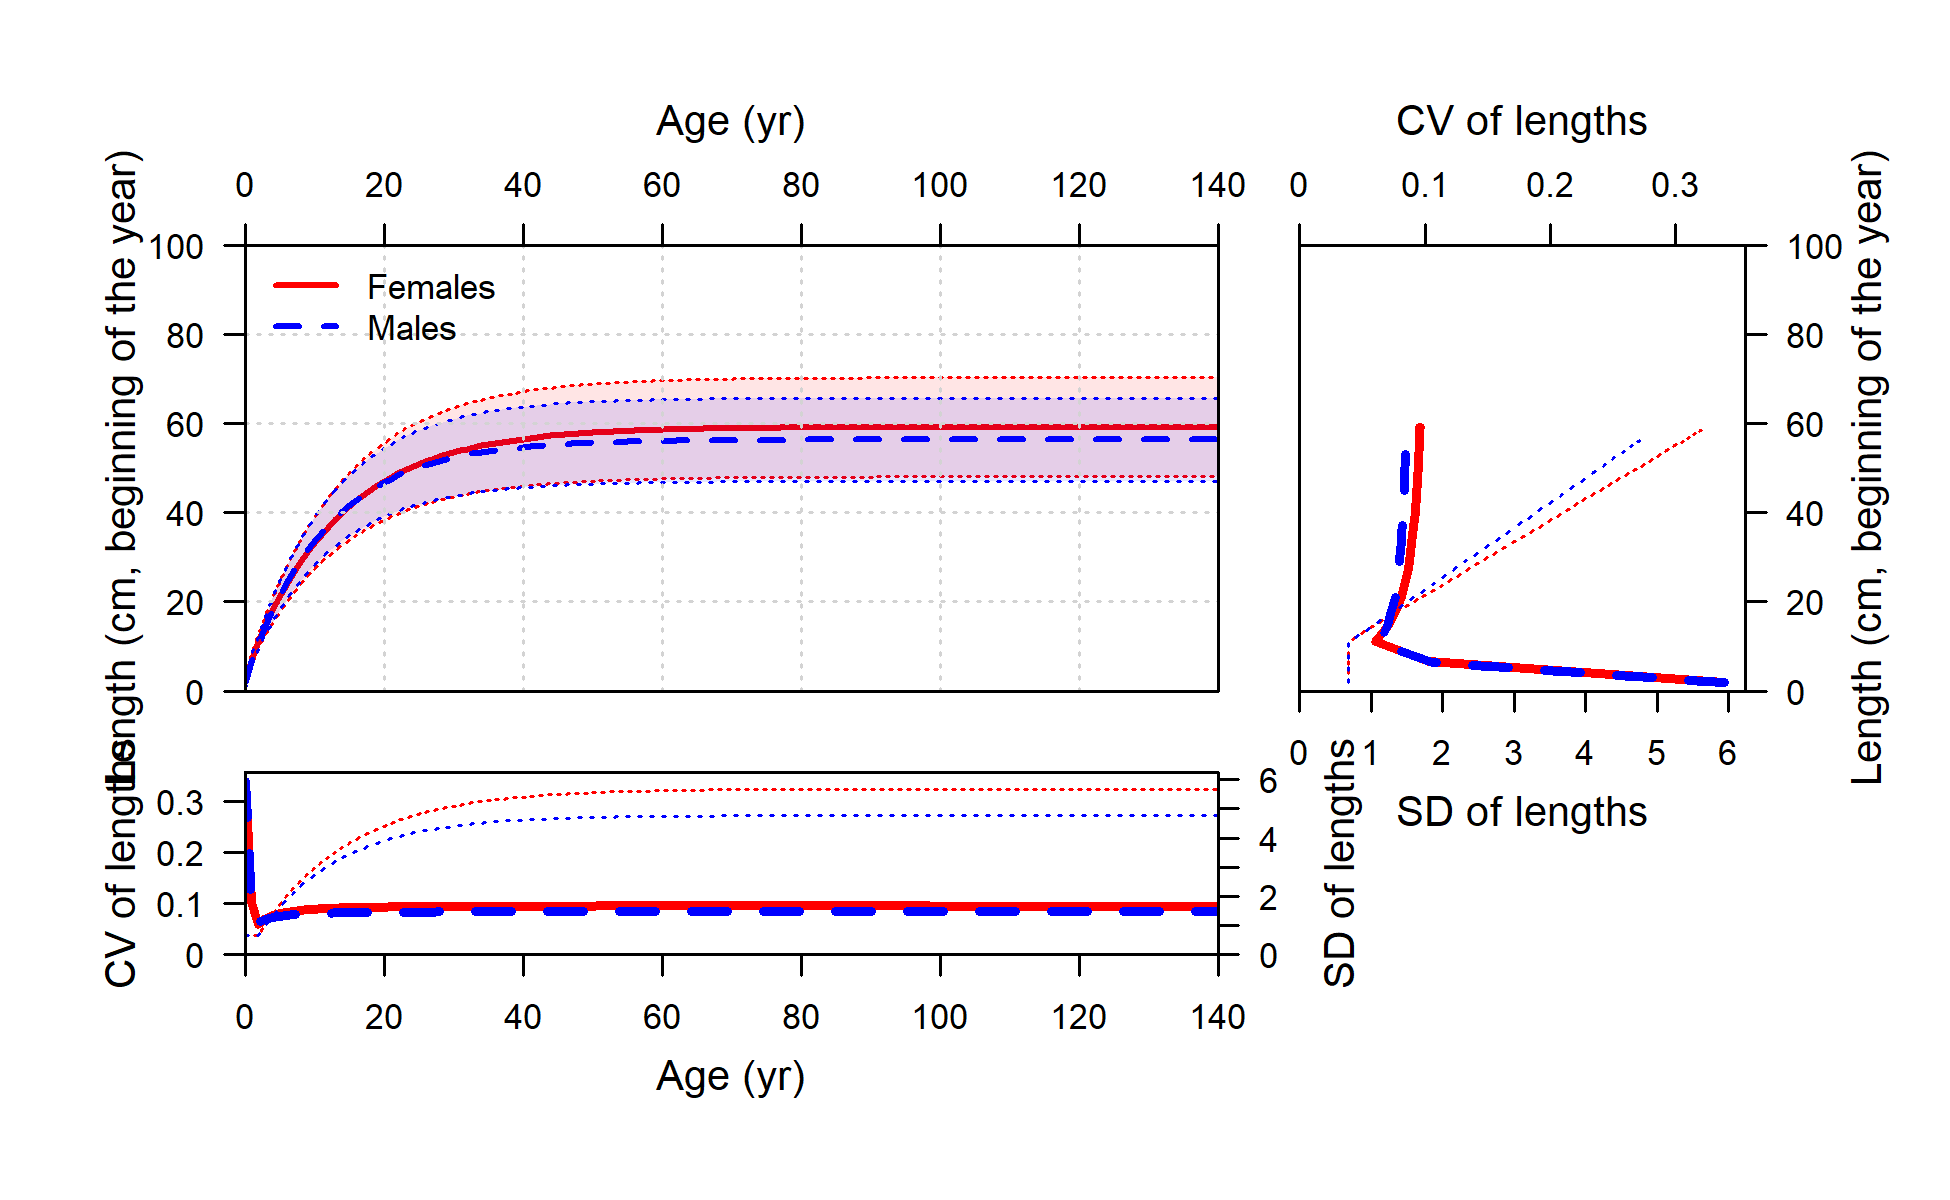 Age (yr)
CV of lengths
0 20 40 60 80 100 120 140
0 0.1 0.2 0.3
Length (cm, beginning of the year)
100
80
60
40
20
0
Females
Males
100
80
60
40
20
0
Length (cm, beginning of the year)
0 1 2 3 4 5 6
SD of lengths
CV of lengths
0.3
0.2
0.1
0
6
4
2
0
SD of lengths
0 20 40 60 80 100 120 140
Age (yr)